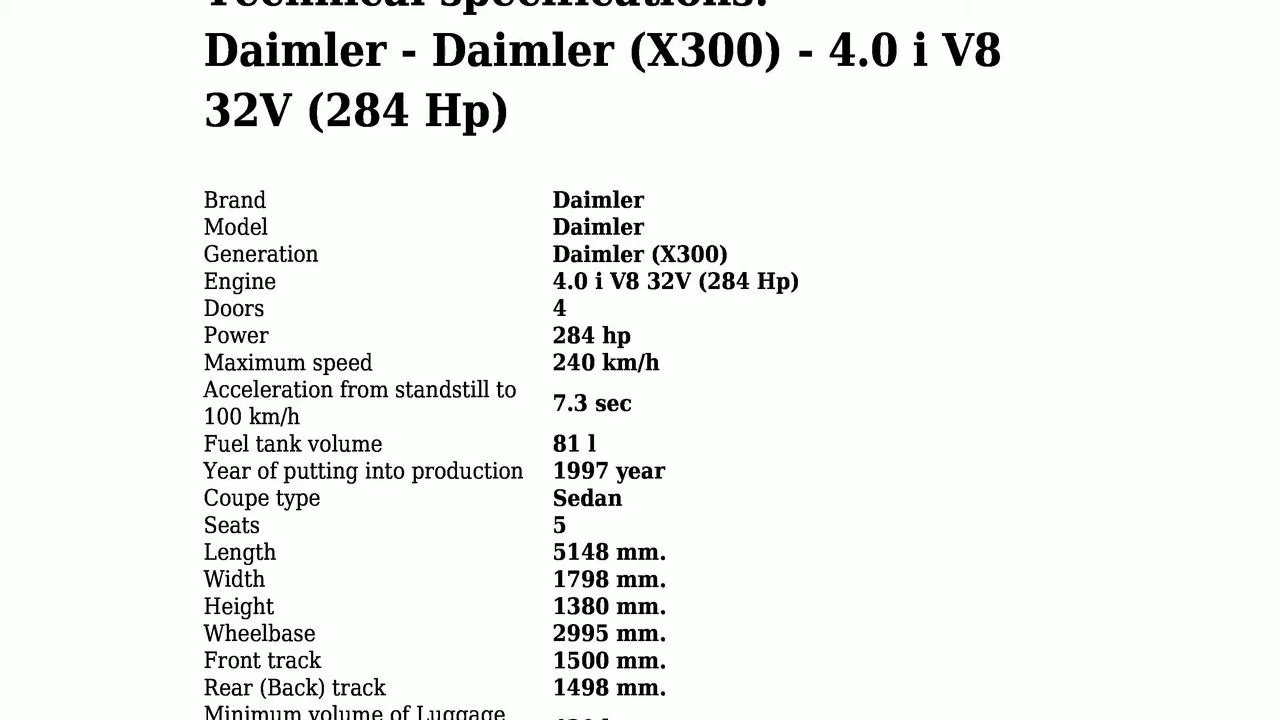 Technical specifications:
Daimler - Daimler (X300) - 4.0 i V8
32V (284 Hp)
Brand Daimler
Model Daimler
Generation Daimler (X300)
Engine 4.0 i V8 32V (284 Hp)
Doors 4
Power 284 hp
Maximum speed 240 km/h
Acceleration from standstill to
100 km/h 7.3 sec
Fuel tank volume 81 l
Year of putting into production 1997 year
Coupe type Sedan
Seats 5
Length 5148 mm.
Width 1798 mm.
Height 1380 mm.
Wheelbase 2995 mm.
Front track 1500 mm.
Rear (Back) track 1498 mm.
Minimum volume of Luggage